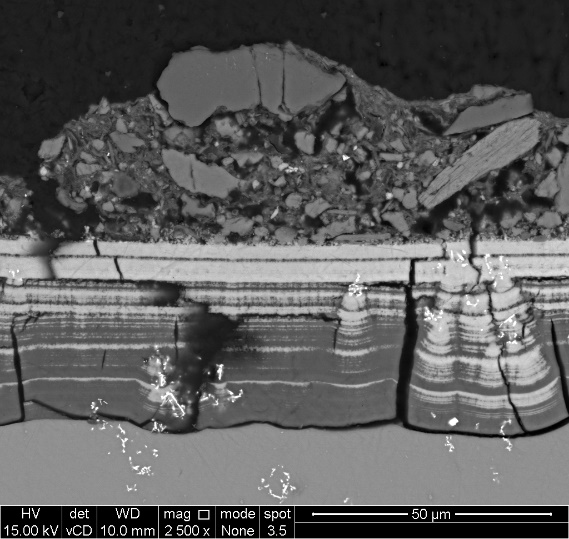 HV det WD mag □ mode spot 50 µm
15.00 kV vCD 10.0 mm 2 500 x None 3.5